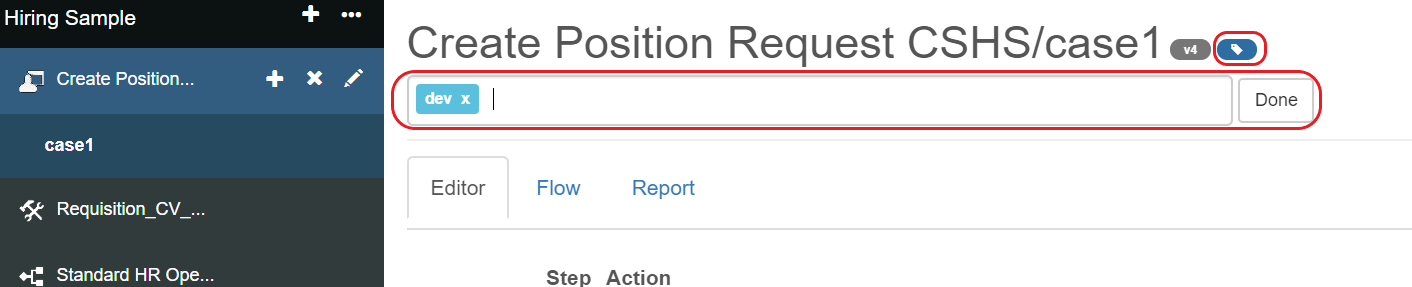 Hiring Sample
Create Position...
case1
Requisition_CV_...
Standard HR Ope...
Create Position Request CSHS/case1 v4
dev x
Done
Editor Flow Report
Step Action